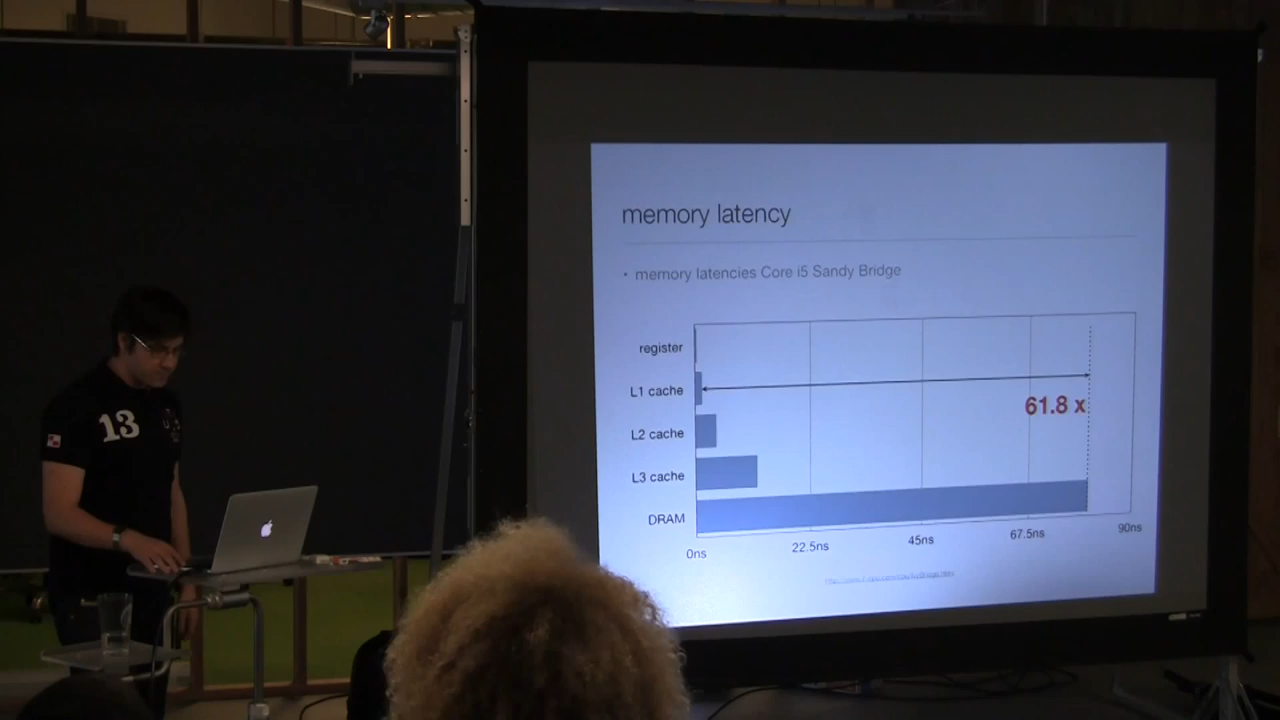 memory latency
• memory latencies Core i5 Sandy Bridge
register
L1 cache
61.8 x
L2 cache
L3 cache
DRAM
0ns
22.5ns
45ns
67.5ns
90ns
13